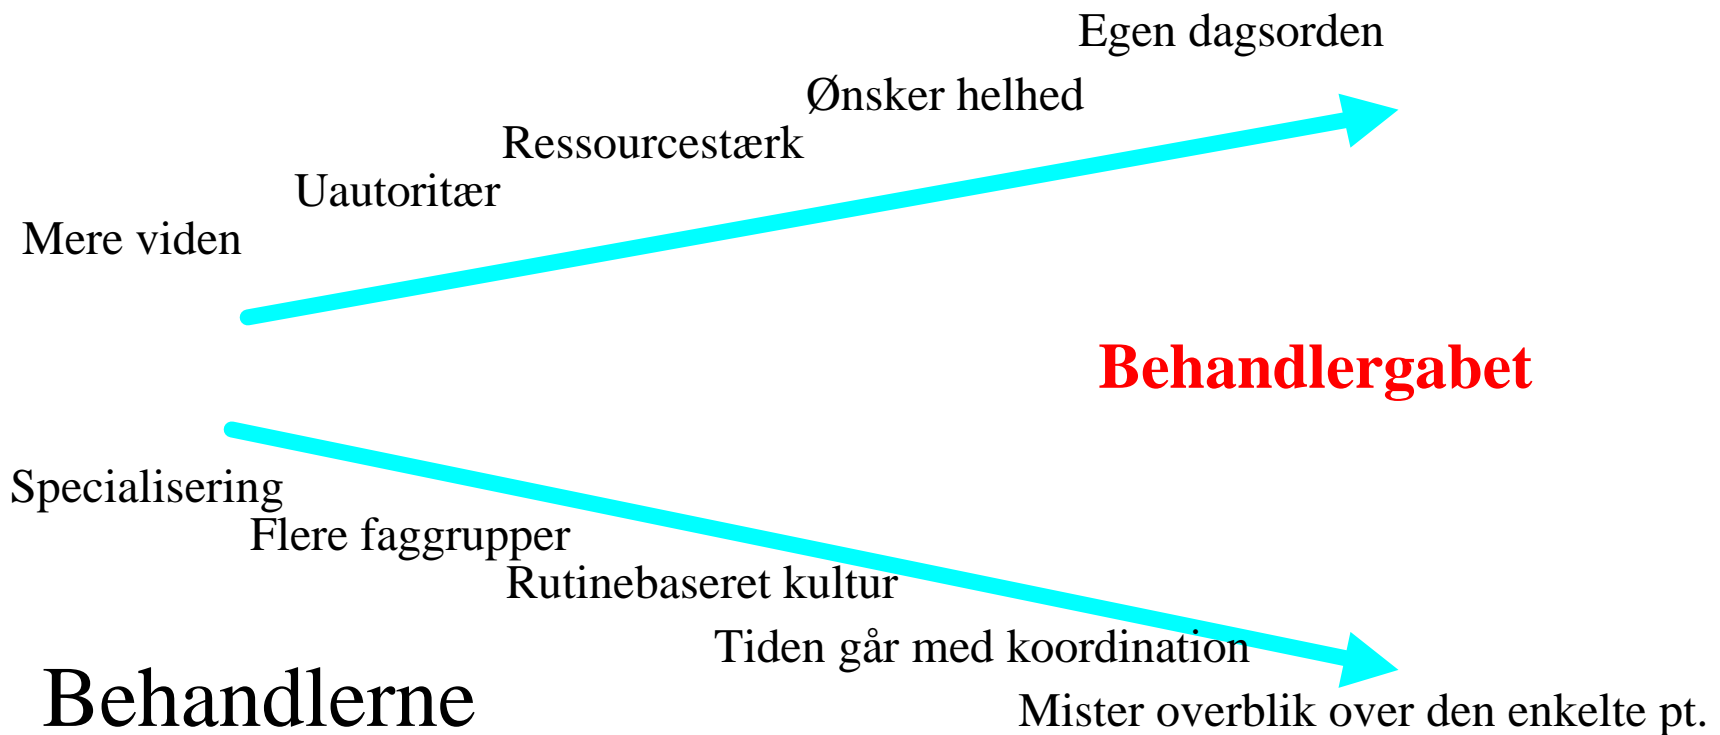 Egen dagsorden
Ønsker helhed
Ressourcestærk
Uautoritær
Mere viden
Behandlergabet
Specialisering
Flere faggrupper
Rutinebaseret kultur
Tiden går med koordination
Behandlerne
Mister overblik over den enkelte pt.